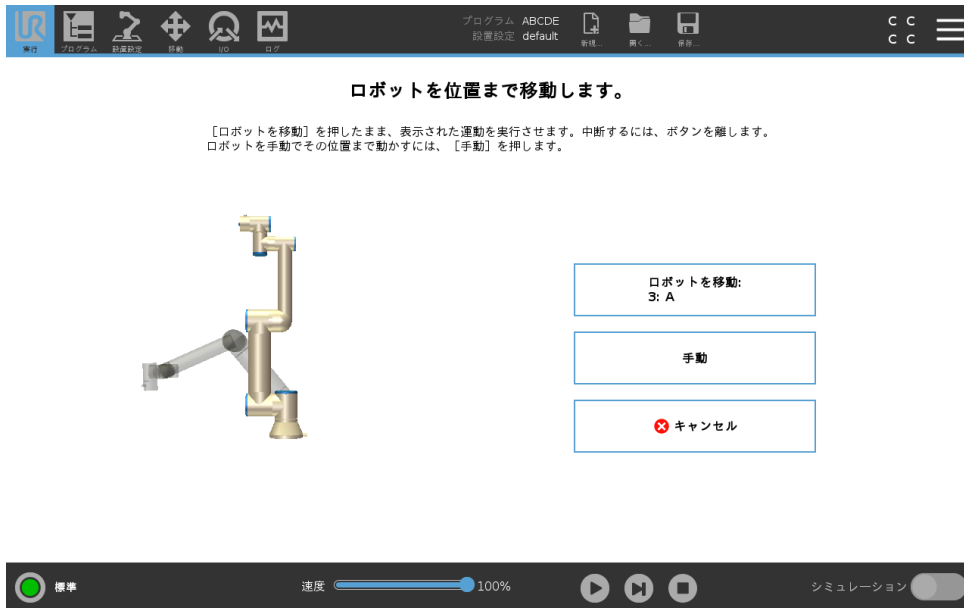 UR
実行
プログラム
設置設定
移動
I/O
ログ
プログラム ABCDE
設置設定 default
新規...
開く...
保存...
C C
C C
ロボットを位置まで移動します。
［ロボットを移動］を押したまま、表示された運動を実行させます。中断するには、ボタンを離します。
ロボットを手動でその位置まで動かすには、［手動］を押します。
ロボットを移動:
3: A
手動
キャンセル
標準
速度 100%
シミュレーション